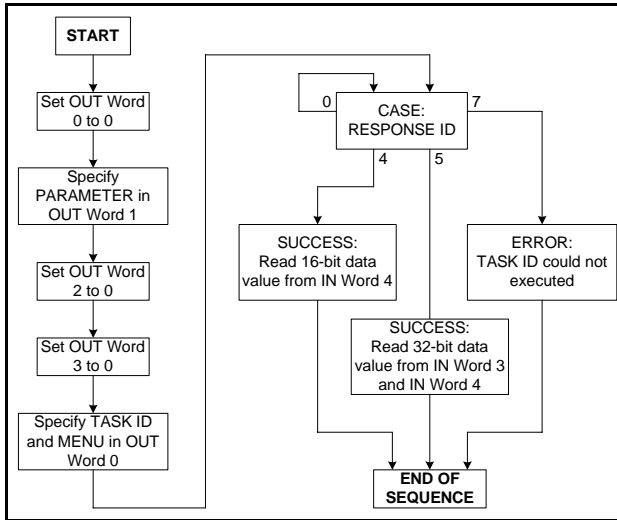 START
Set OUT Word
0 to 0
Specify
PARAMETER in
OUT Word 1
Set OUT Word
2 to 0
Set OUT Word
3 to 0
Specify TASK ID
and MENU in OUT
Word 0
0
CASE:
RESPONSE ID
7
4
5
SUCCESS:
Read 16-bit data
value from IN Word 4
ERROR:
TASK ID could not
executed
SUCCESS:
Read 32-bit data
value from IN Word 3
and IN Word 4
END OF
SEQUENCE